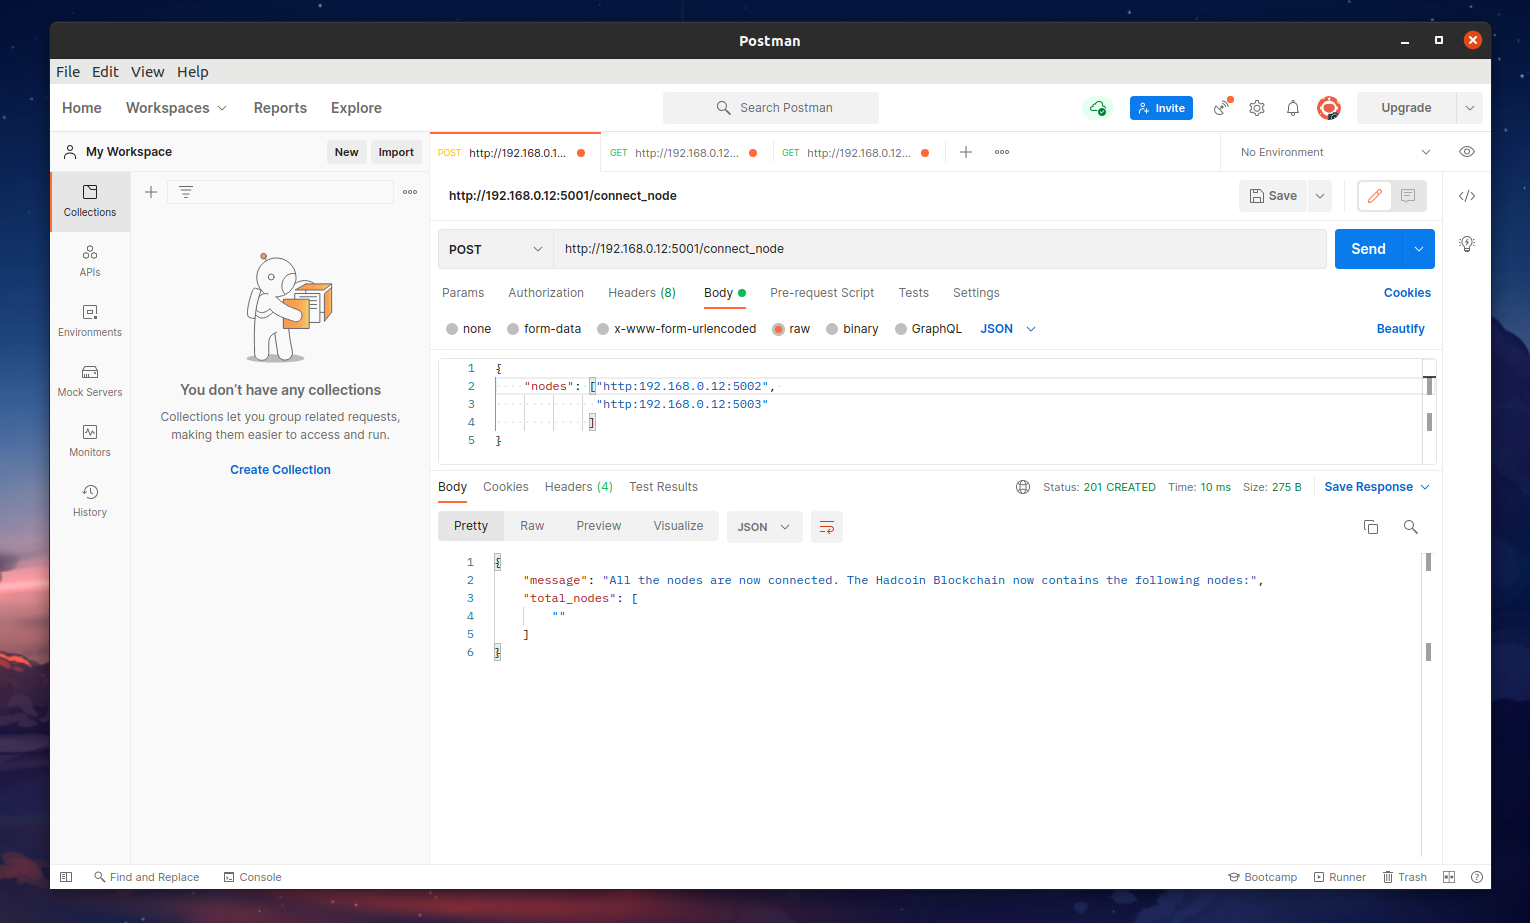 Postman
File Edit View Help
Home Workspaces Reports Explore
Search Postman
Invite
Upgrade
My Workspace
New Import
POST http://192.168.0.1...
GET http://192.168.0.12...
GET http://192.168.0.12...
No Environment
Collections
APIs
Environments
Mock Servers
Monitors
History
You don’t have any collections
Collections let you group related requests,
making them easier to access and run.
Create Collection
http://192.168.0.12:5001/connect_node
Save
POST http://192.168.0.12:5001/connect_node
Send
Params Authorization Headers (8) Body Pre-request Script Tests Settings
Cookies
none form-data x-www-form-urlencoded raw binary GraphQL JSON
Beautify
1 {
2 "nodes": ["http:192.168.0.12:5002",
3 "http:192.168.0.12:5003"
4 ]
5 }
Body Cookies Headers (4) Test Results
Status: 201 CREATED Time: 10 ms Size: 275 B
Save Response
Pretty Raw Preview Visualize JSON
1 {
2 "message": "All the nodes are now connected. The Hadcoin Blockchain now contains the following nodes:",
3 "total_nodes": [
4 ""
5 ]
6 }
Find and Replace Console
Bootcamp Runner Trash